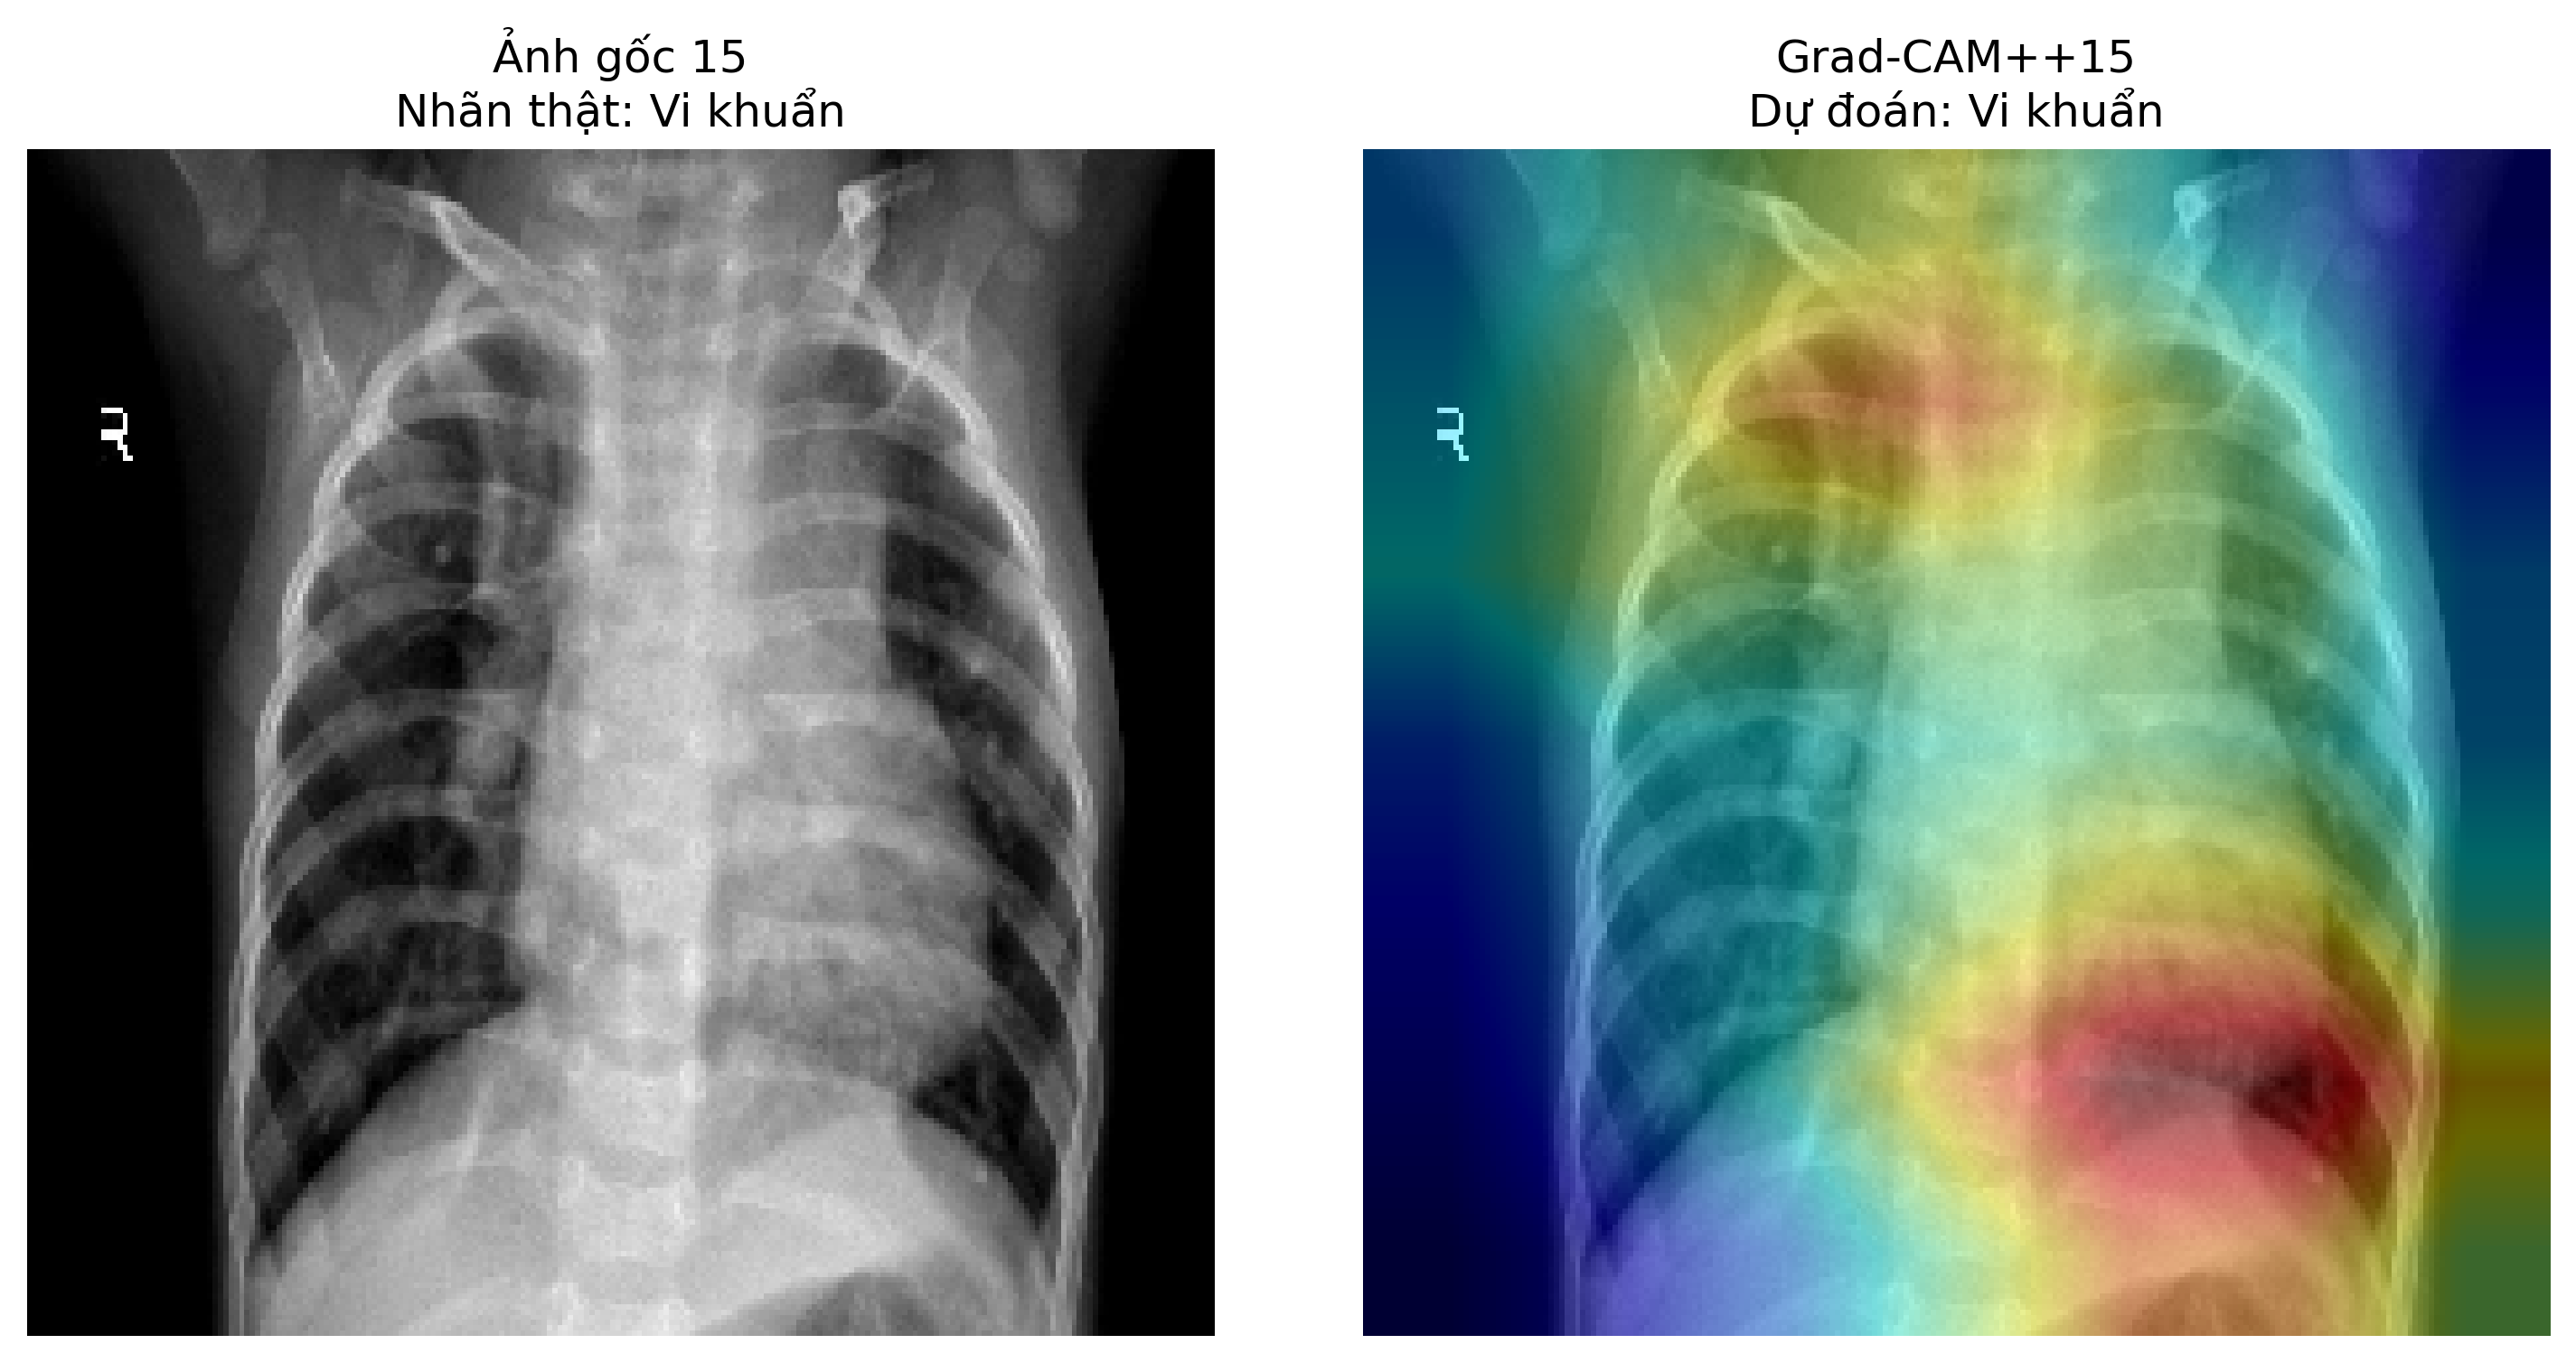 Ảnh gốc 15
Nhãn thật: Vi khuẩn
Grad-CAM++15
Dự đoán: Vi khuẩn